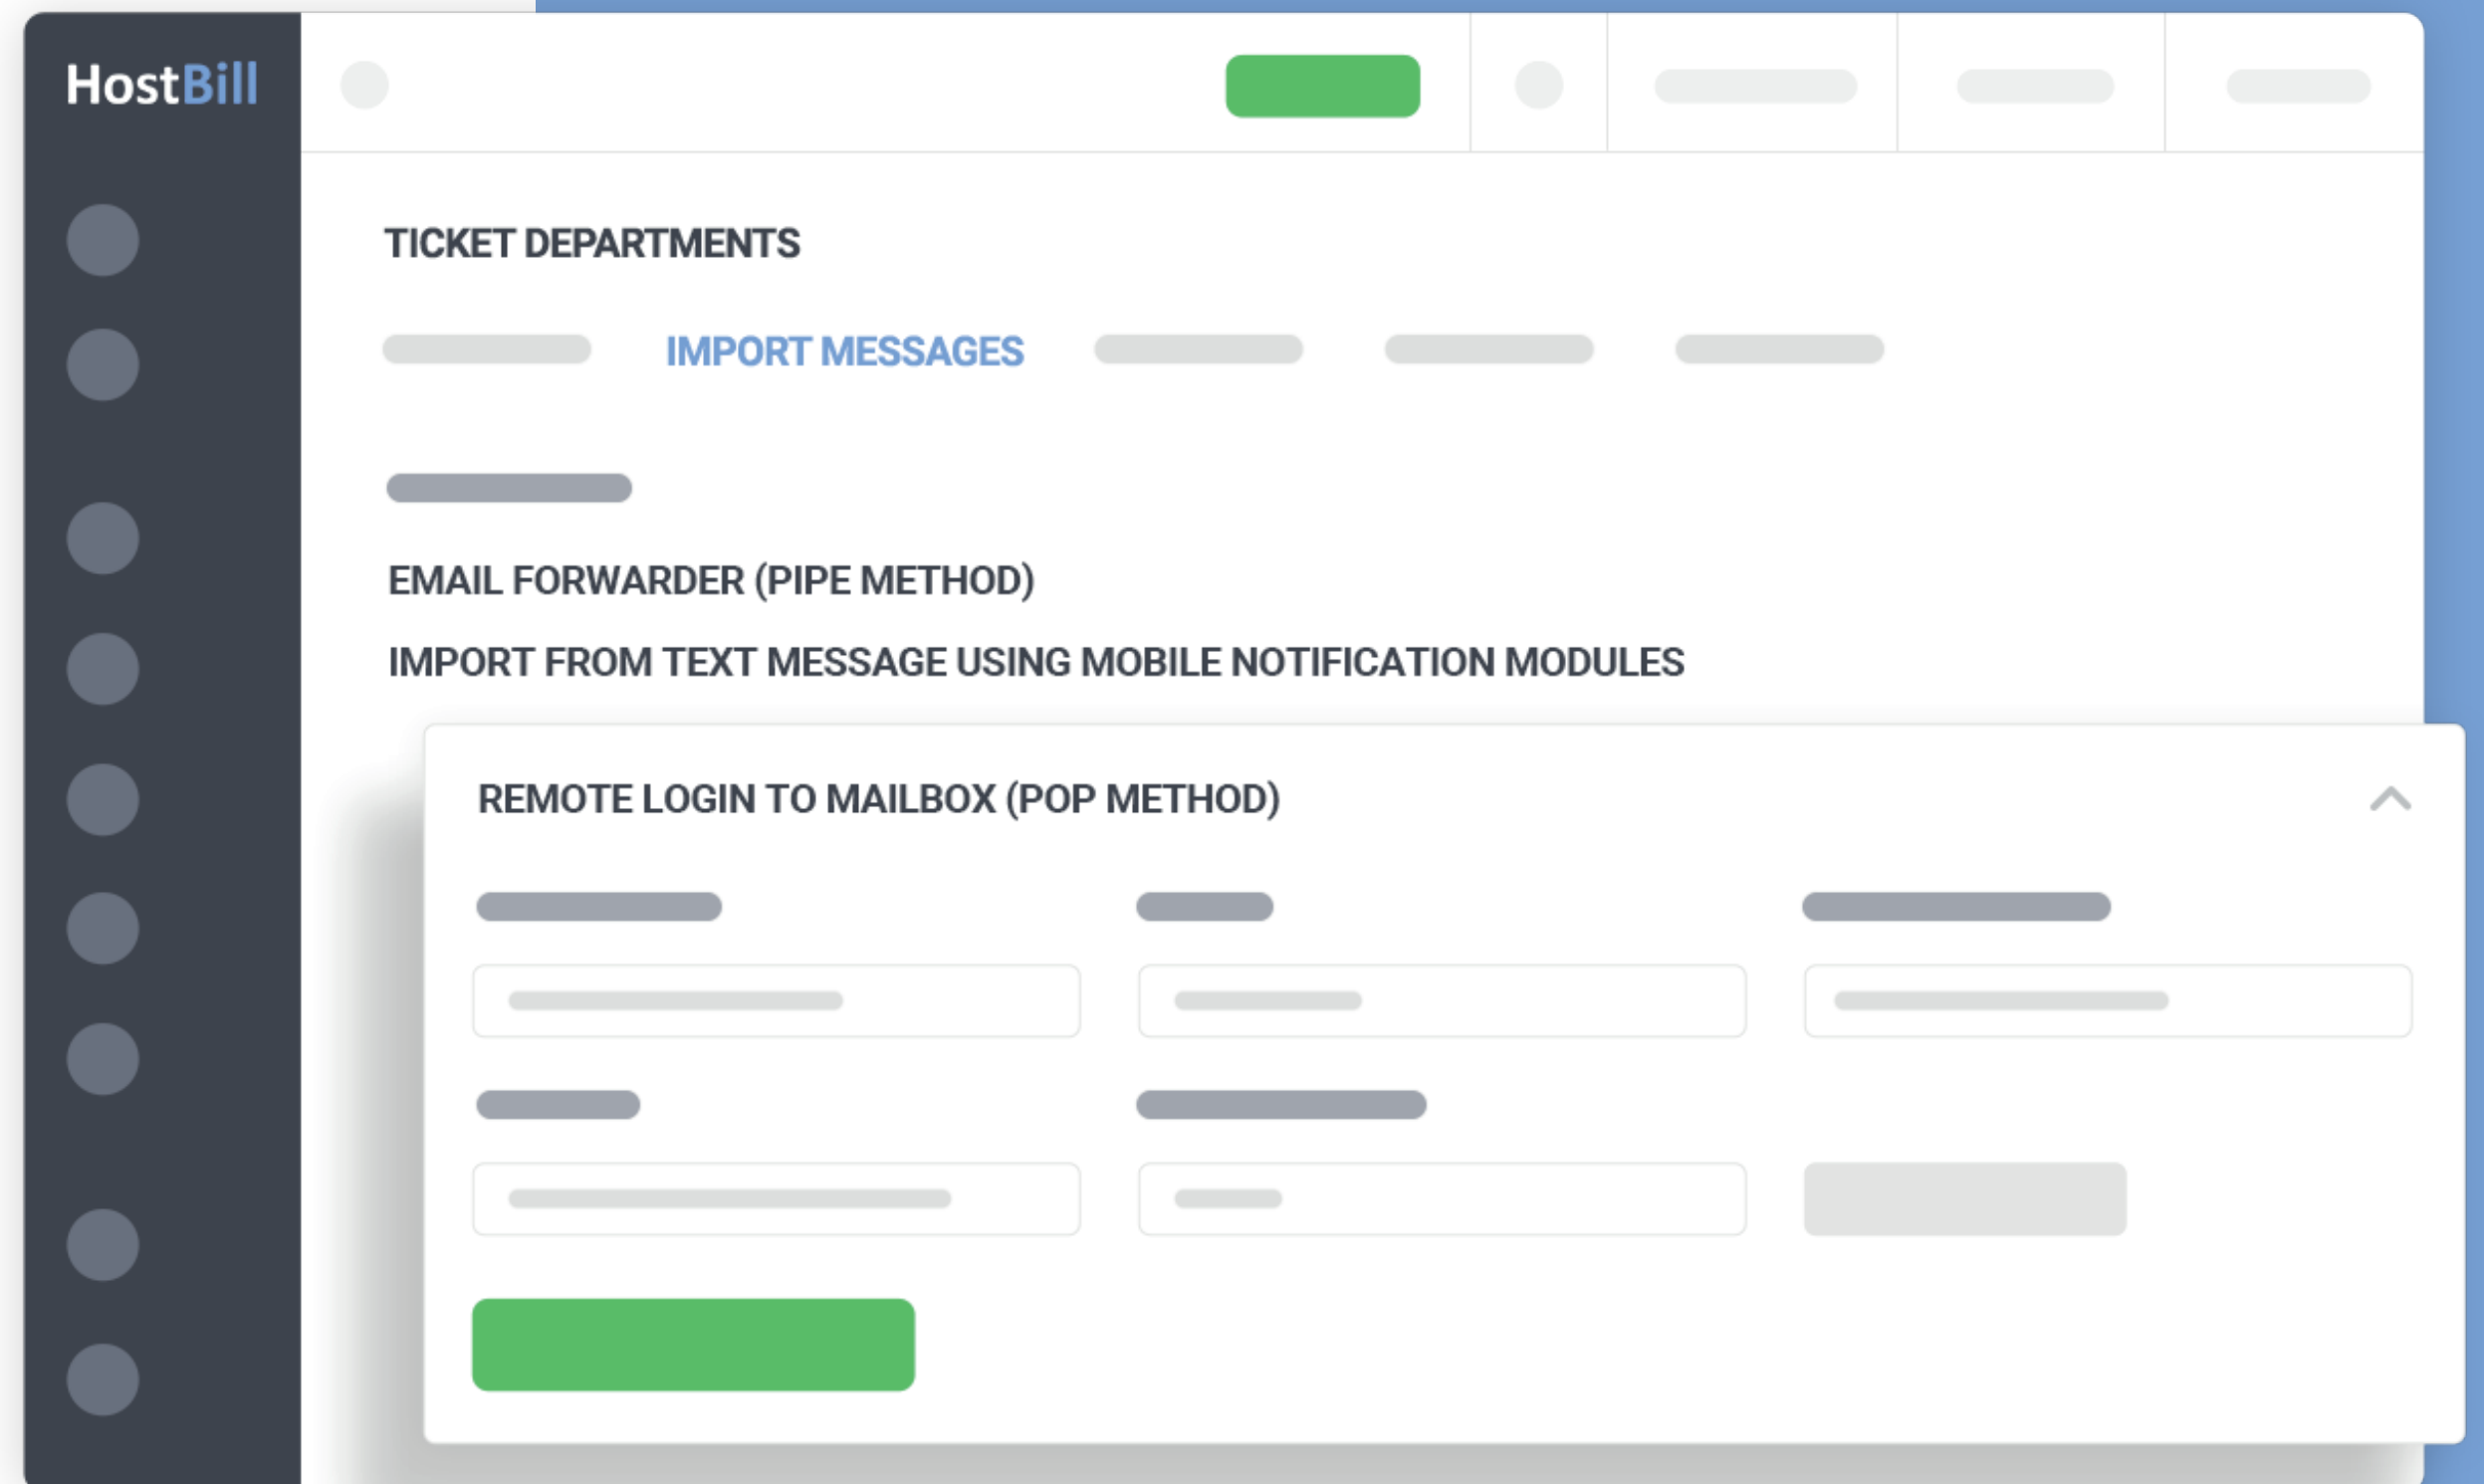 HostBill
TICKET DEPARTMENTS
IMPORT MESSAGES
EMAIL FORWARDER (PIPE METHOD)
IMPORT FROM TEXT MESSAGE USING MOBILE NOTIFICATION MODULES
REMOTE LOGIN TO MAILBOX (POP METHOD)